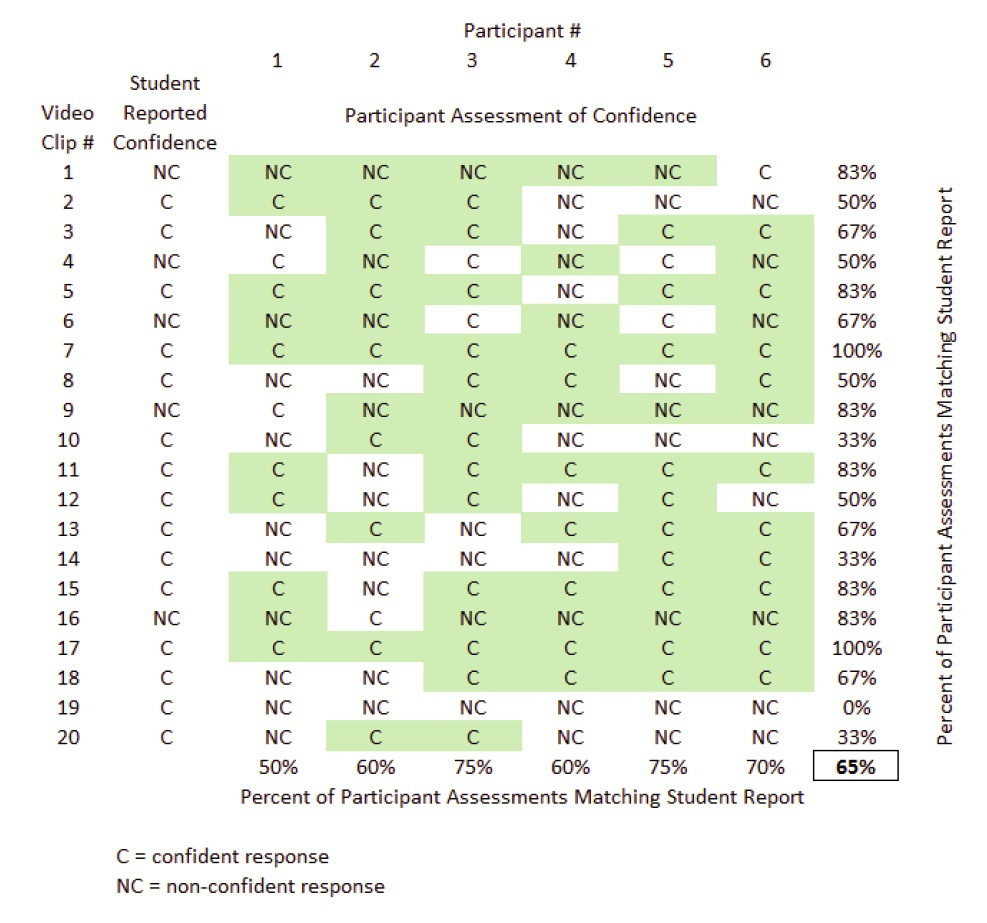 Participant #
1 2 3 4 5 6
Student
Video Reported Participant Assessment of Confidence
Clip # Confidence
1 NC NC NC NC NC NC C 83%
2 C C C C NC NC NC 50%
3 C NC C C NC C C 67%
4 NC C NC C NC C NC 50%
5 C C C C NC C C 83%
6 NC NC NC C NC C NC 67%
7 C C C C C C C 100%
8 C NC NC C C NC C 50%
9 NC C NC NC NC NC NC 83%
10 C NC C C NC NC NC 33%
11 C C NC C C C C 83%
12 C C NC C NC C NC 50%
13 C NC C NC C C C 67%
14 C NC NC NC NC C C 33%
15 C C NC C C C C 83%
16 NC NC C NC NC NC NC 83%
17 C C C C C C C 100%
18 C NC NC C C C C 67%
19 C NC NC NC NC NC NC 0%
20 C NC C C NC NC NC 33%
50% 60% 75% 60% 75% 70% 65%
Percent of Participant Assessments Matching Student Report
Percent of Participant Assessments Matching Student Report
C = confident response
NC = non-confident response